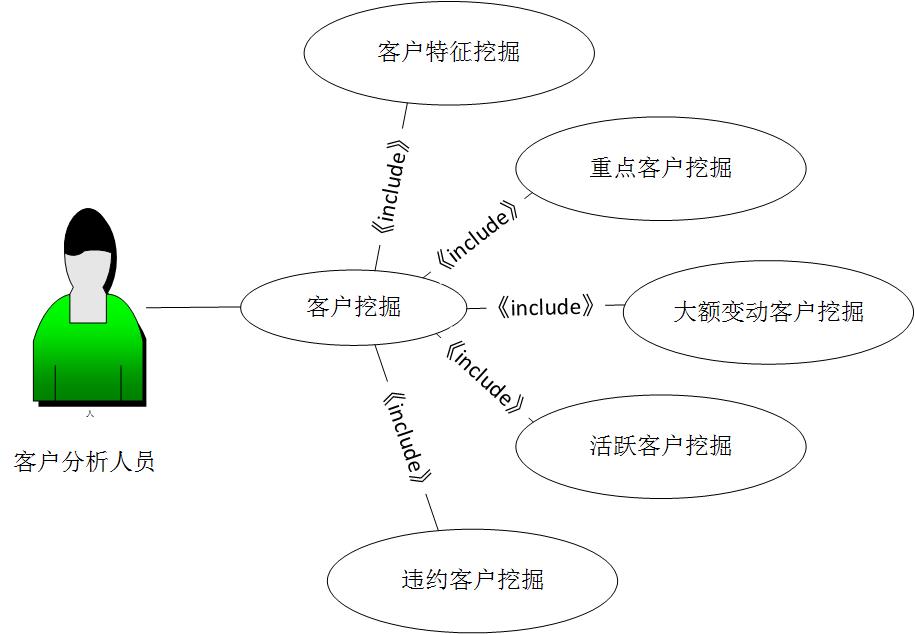 客户特征挖掘
《include》
重点客户挖掘
《include》
客户挖掘
《include》
大额变动客户挖掘
《include》
活跃客户挖掘
《include》
违约客户挖掘
人
客户分析人员